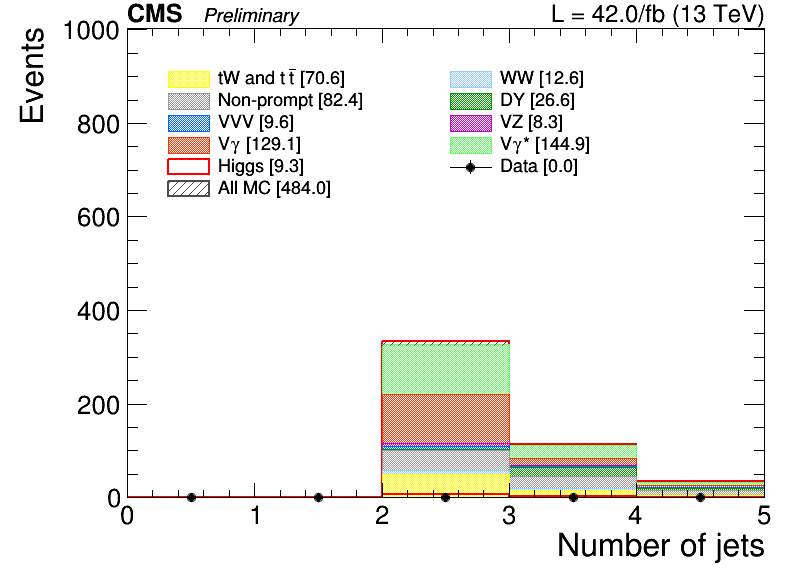 CMS Preliminary L = 42.0/fb (13 TeV)
Events
1000
800
600
400
200
0
tW and tt̄ [70.6] WW [12.6]
Non-prompt [82.4] DY [26.6]
VVV [9.6] VZ [8.3]
Vγ [129.1] Vγ* [144.9]
Higgs [9.3] Data [0.0]
All MC [484.0]
0 1 2 3 4 5
Number of jets